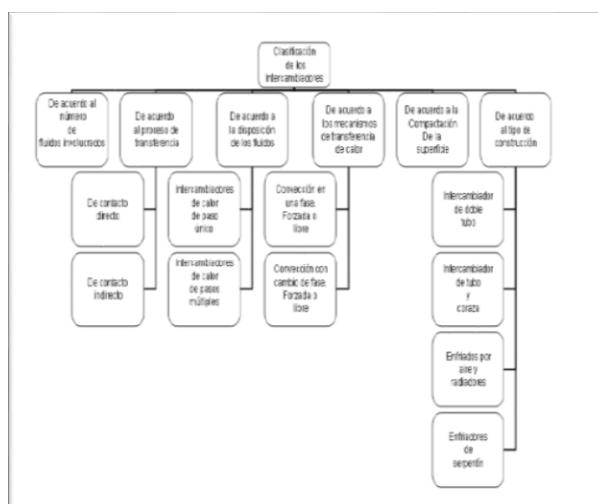 Clasificación
de los
intercambiadores
De acuerdo al
número
de
fluidos involucrados
De acuerdo
al proceso de
transferencia
De acuerdo a
la disposición
de los fluidos
De acuerdo a
los mecanismos
de transferencia
de calor
De acuerdo a la
Compactación
De la
superficie
De acuerdo
al tipo de
construcción
De contacto
directo
Intercambiadores
de calor
de paso
único
Convección en
una fase:
Forzada o
libre
Intercambiador
de doble
tubo
De contacto
indirecto
Intercambiadores
de calor
de pasos
múltiples
Convección con
cambio de fase:
Forzada o
libre
Intercambiador
de tubo
y
coraza
Enfriados por
aire y
radiadores
Enfriadores
de
serpentín